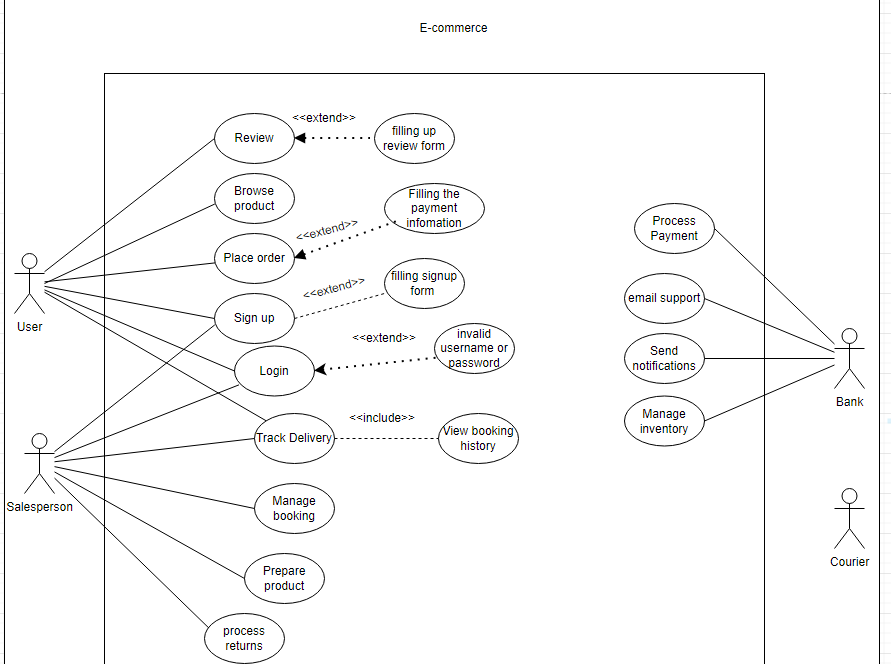 E-commerce
<<extend>>
Review
filling up
review form
Browse
product
Filling the
payment
infomation
<<extend>>
Process
Payment
Place order
<<extend>>
filling signup
form
email support
User
Sign up
<<extend>>
invalid
username or
password
Send
notifications
Login
Bank
<<include>>
Manage
inventory
Track Delivery
View booking
history
Salesperson
Manage
booking
Courier
Prepare
product
process
returns